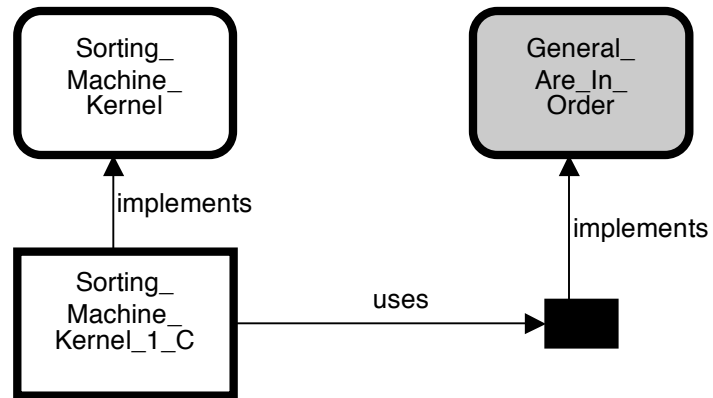 Sorting_
Machine_
Kernel
General_
Are_In_
Order
implements
implements
Sorting_
Machine_
Kernel_1_C
uses